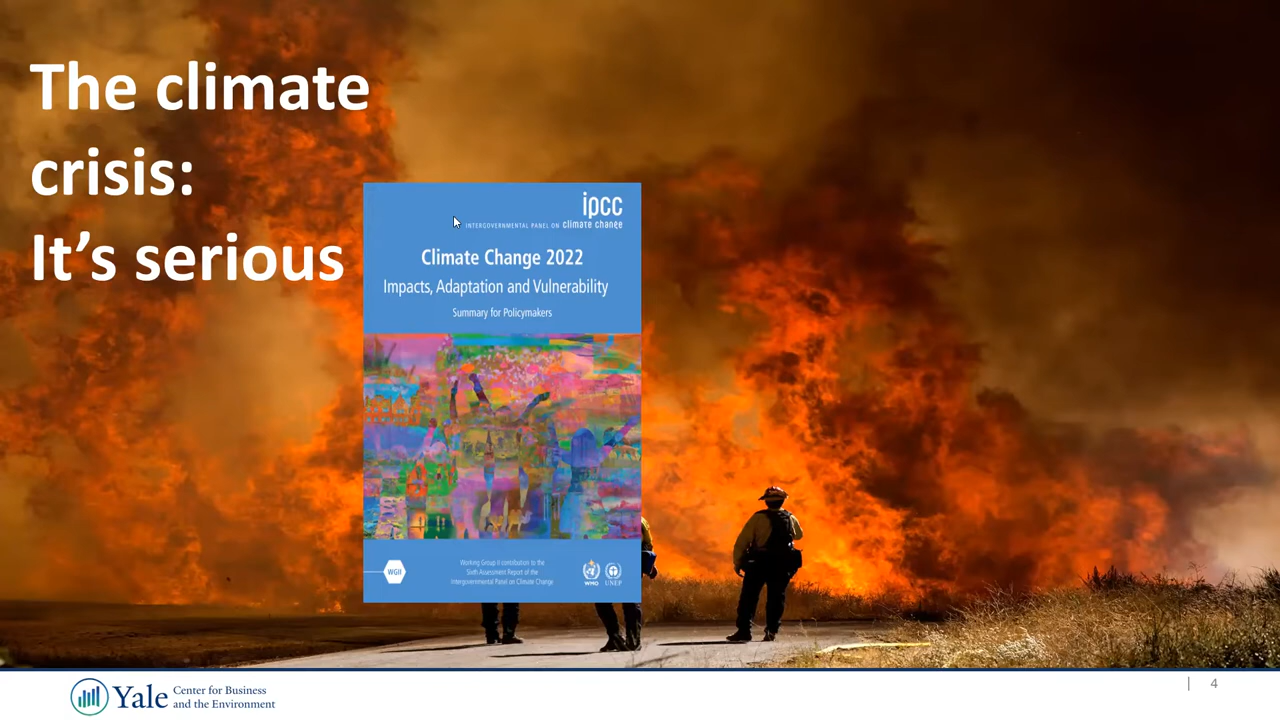 The climate
crisis:
It's serious
ipcc
INTERGOVERNMENTAL PANEL ON climate change
Climate Change 2022
Impacts, Adaptation and Vulnerability
Summary for Policymakers
WGII
Working Group II contribution to the
Sixth Assessment Report of the
Intergovernmental Panel on Climate Change
WMO
UNEP
Yale
Center for Business
and the Environment
| 4